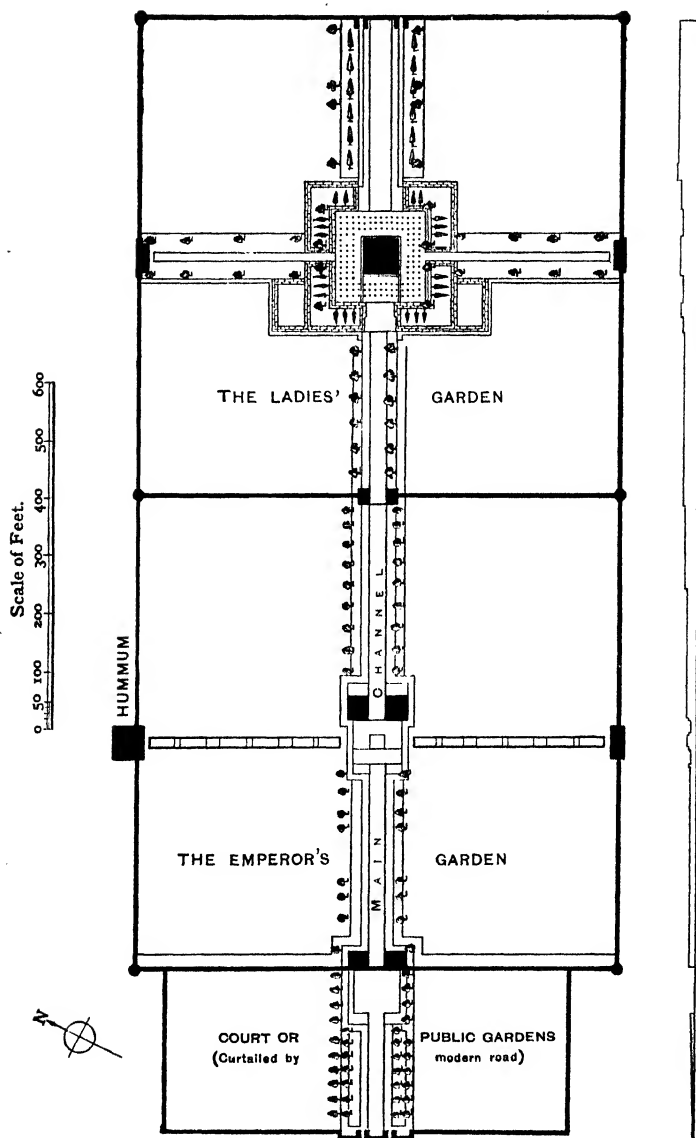 THE LADIES' GARDEN
Scale of Feet.
0 50 100 200 300 400 500 600
HUMMUM
CHANNEL
THE EMPEROR'S GARDEN
MAIN
N
COURT OR PUBLIC GARDENS
(Curtailed by modern road)